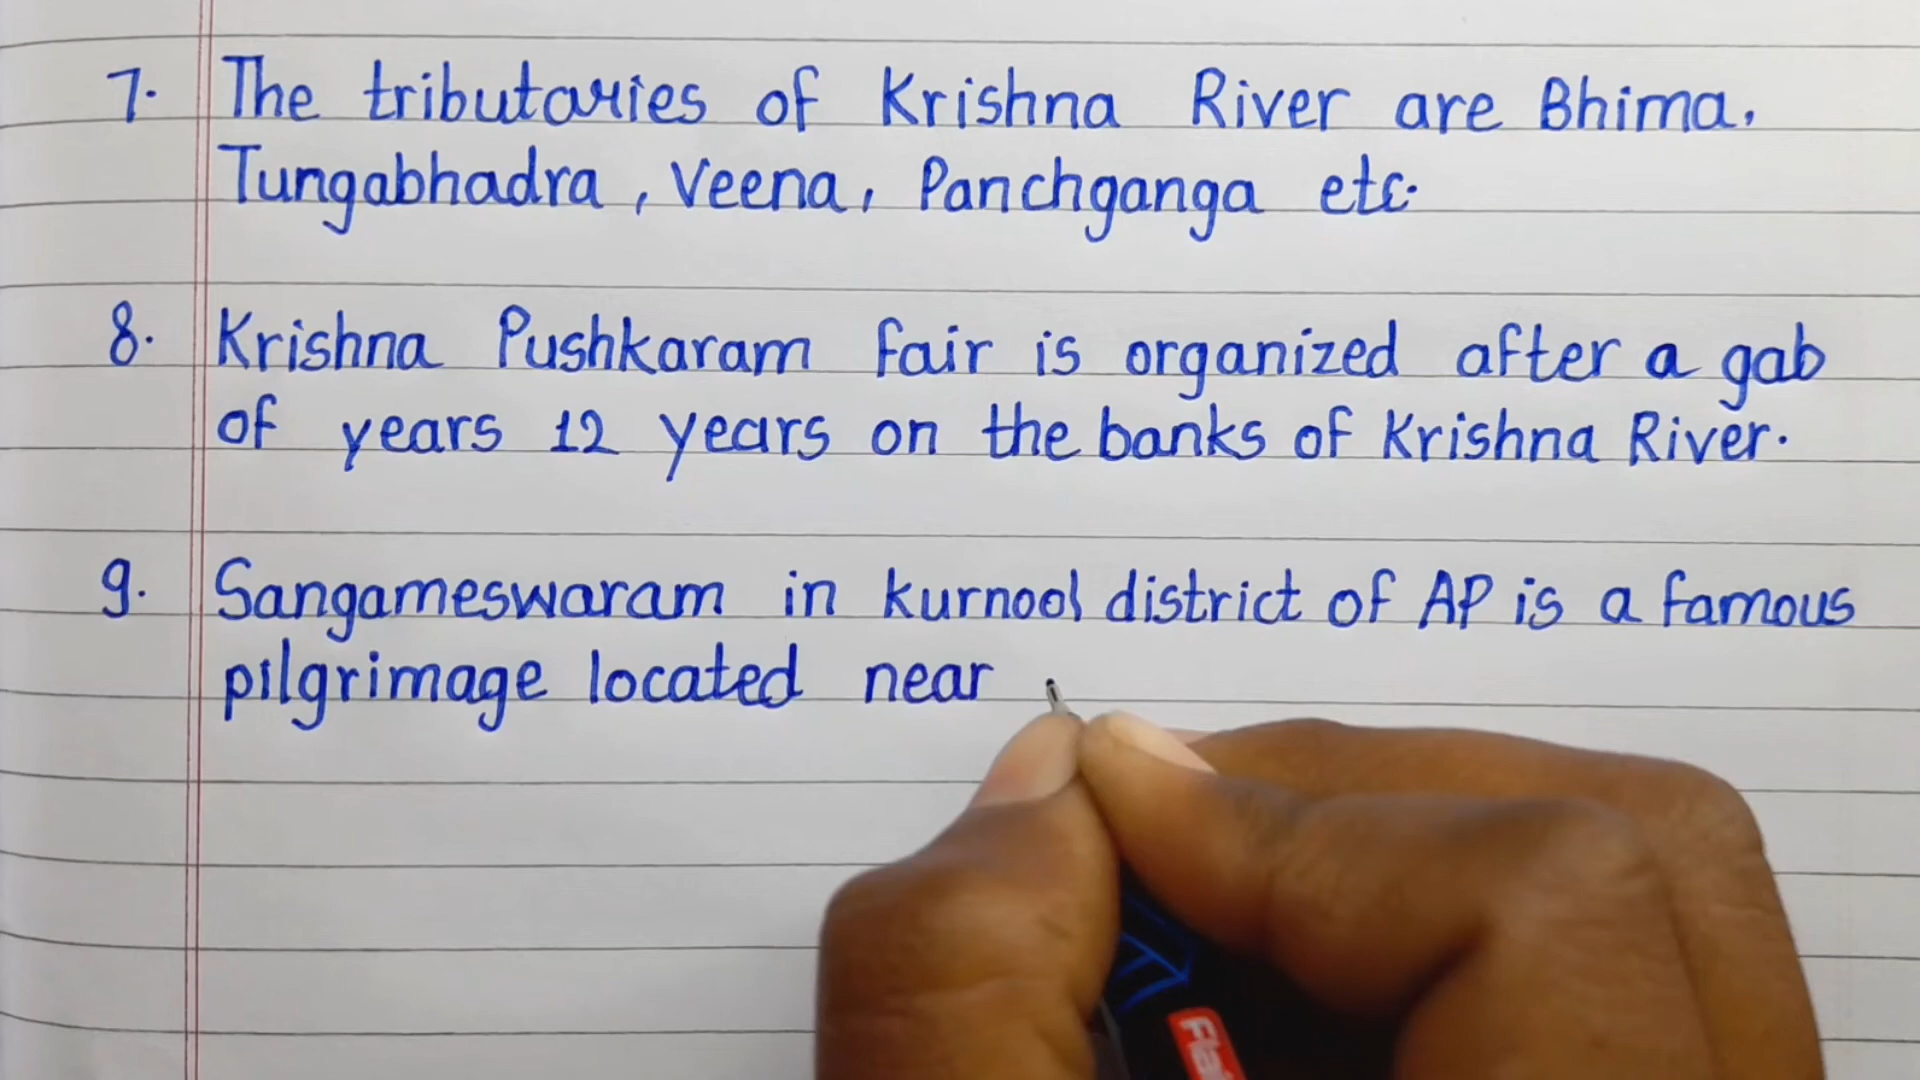 7. The tributaries of Krishna River are Bhima,
Tungabhadra, Veena, Panchganga etc.
8. Krishna Pushkaram fair is organized after a gab
of years 12 years on the banks of Krishna River.
9. Sangameswaram in kurnool district of AP is a famous
pilgrimage located near